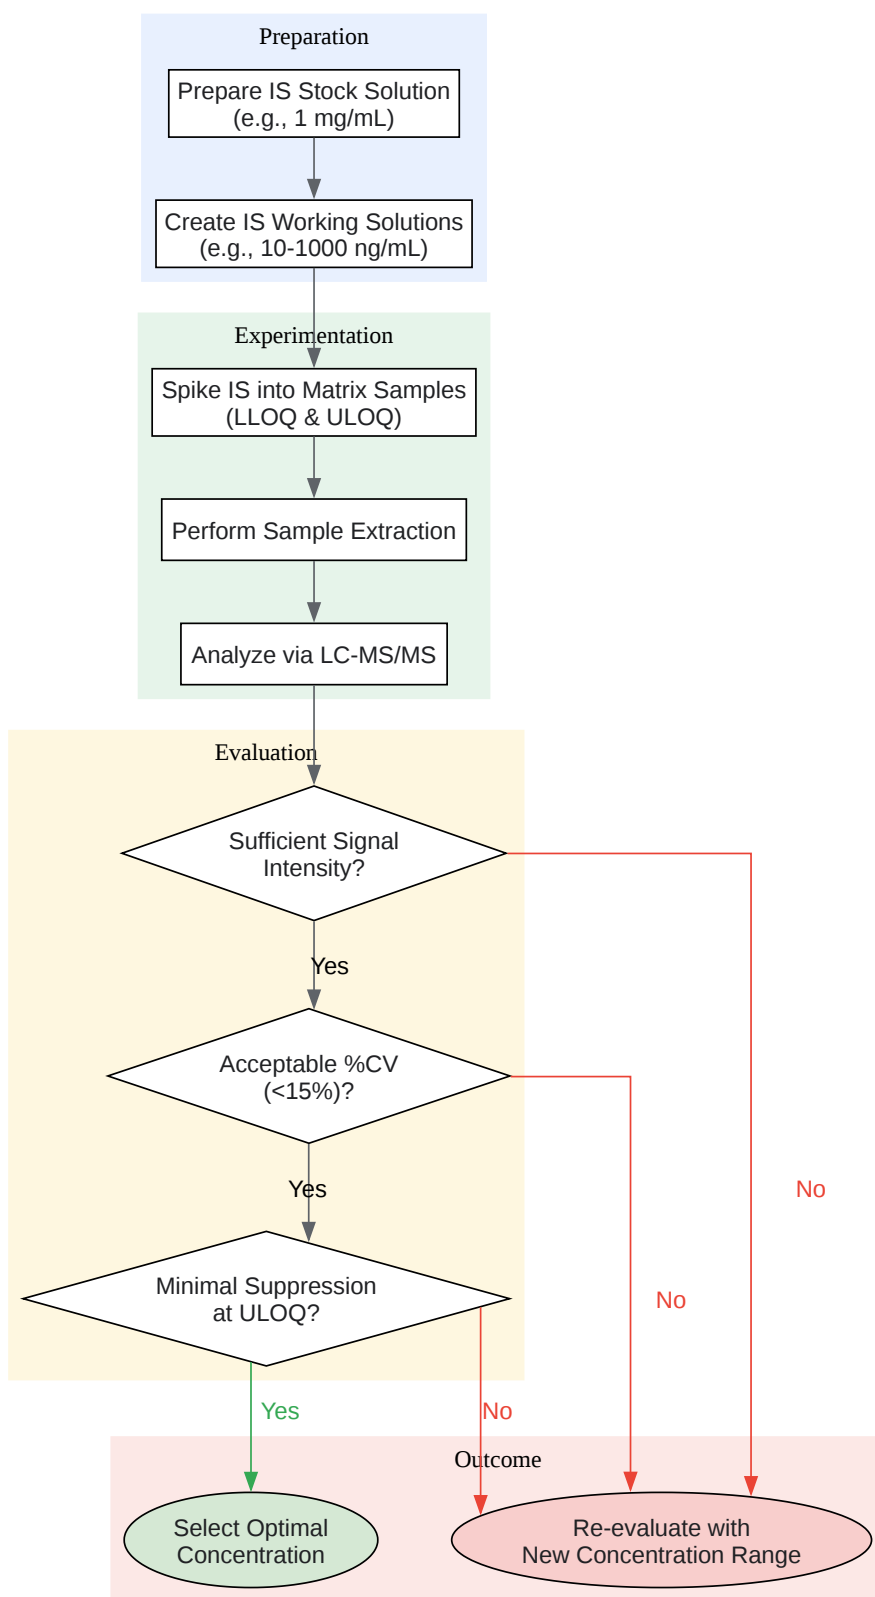 Preparation
Prepare IS Stock Solution
(e.g., 1 mg/mL)
Create IS Working Solutions
(e.g., 10-1000 ng/mL)
Experimentation
Spike IS into Matrix Samples
(LLOQ & ULOQ)
Perform Sample Extraction
Analyze via LC-MS/MS
Evaluation
Sufficient Signal
Intensity?
Yes
Acceptable %CV
(<15%)?
Yes
No
Minimal Suppression
at ULOQ?
No
Yes
No
Outcome
Select Optimal
Concentration
Re-evaluate with
New Concentration Range